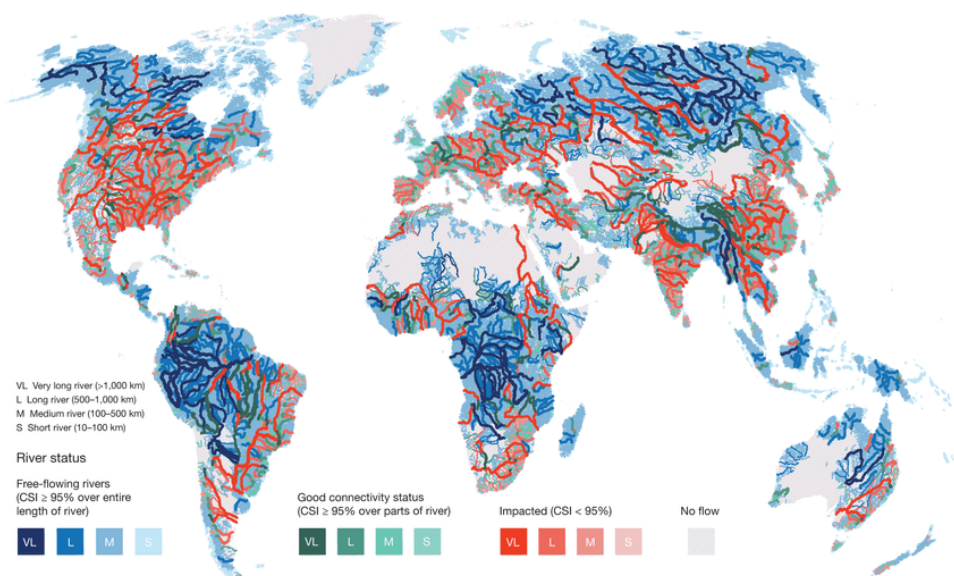 VL Very long river (>1,000 km)
L Long river (500–1,000 km)
M Medium river (100–500 km)
S Short river (10–100 km)
River status
Free-flowing rivers
(CSI ≥ 95% over entire
length of river)
VL L M S
Good connectivity status
(CSI ≥ 95% over parts of river)
VL L M S
Impacted (CSI < 95%)
VL L M S
No flow